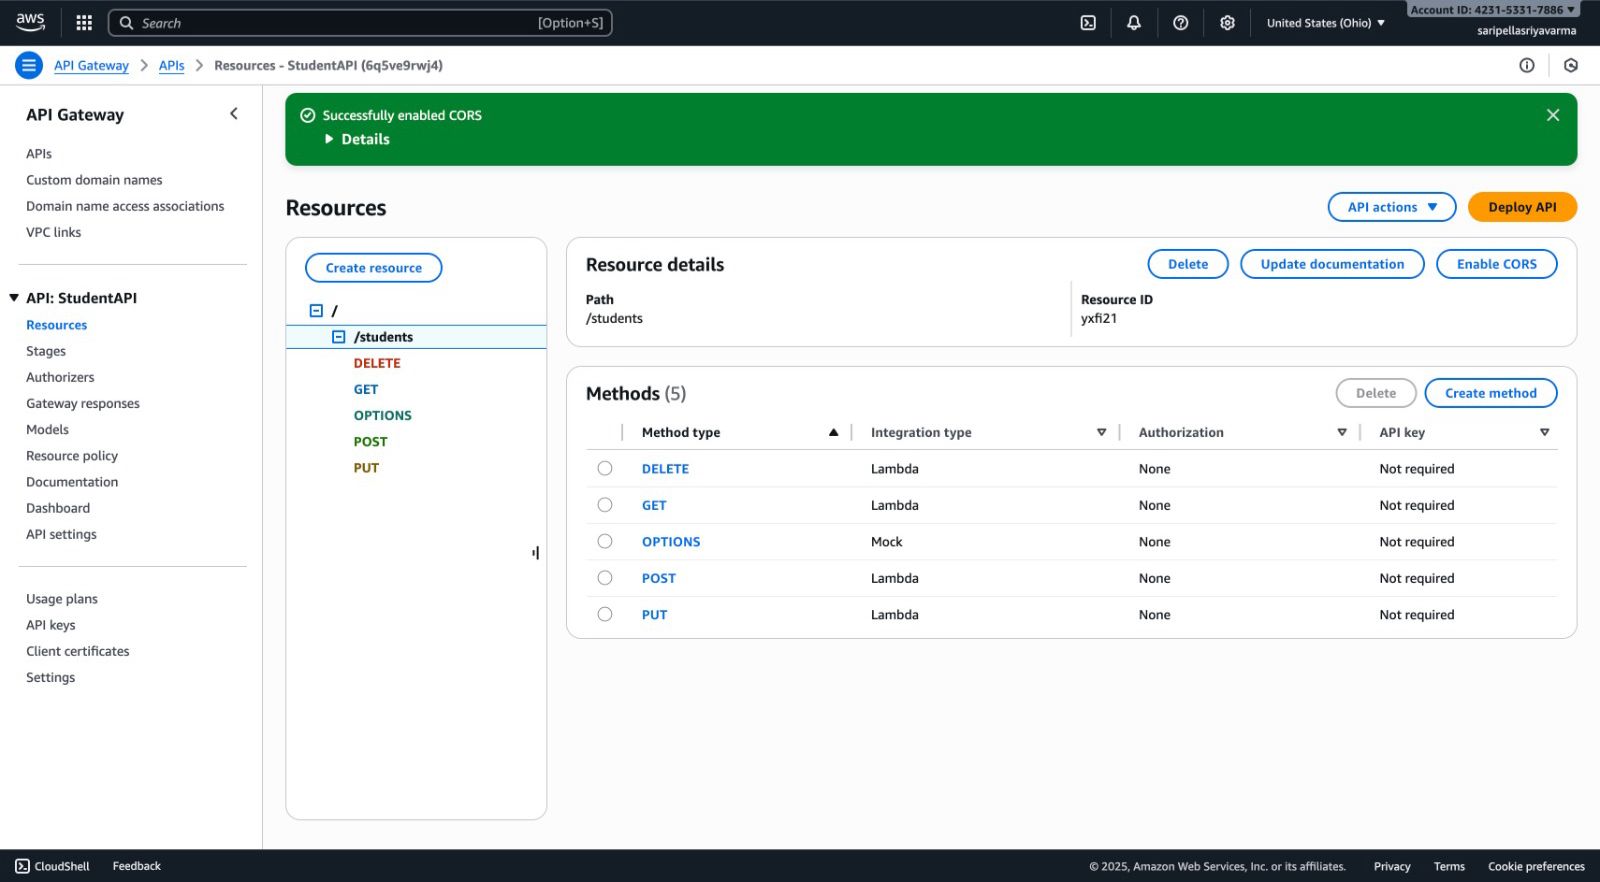 aws
Search
[Option+S]
United States (Ohio)
Account ID: 4231-5331-7886
saripellasriyavarma
API Gateway
APIs
Resources - StudentAPI (6q5ve9rwj4)
API Gateway
APIs
Custom domain names
Domain name access associations
VPC links
API: StudentAPI
Resources
Stages
Authorizers
Gateway responses
Models
Resource policy
Documentation
Dashboard
API settings
Usage plans
API keys
Client certificates
Settings
Successfully enabled CORS
Details
Resources
API actions
Deploy API
Create resource
/
/students
DELETE
GET
OPTIONS
POST
PUT
Resource details
Delete
Update documentation
Enable CORS
Path
/students
Resource ID
yxfi21
Methods (5)
Delete
Create method
Method type Integration type Authorization API key
DELETE Lambda None Not required
GET Lambda None Not required
OPTIONS Mock None Not required
POST Lambda None Not required
PUT Lambda None Not required
CloudShell
Feedback
© 2025, Amazon Web Services, Inc. or its affiliates.
Privacy
Terms
Cookie preferences